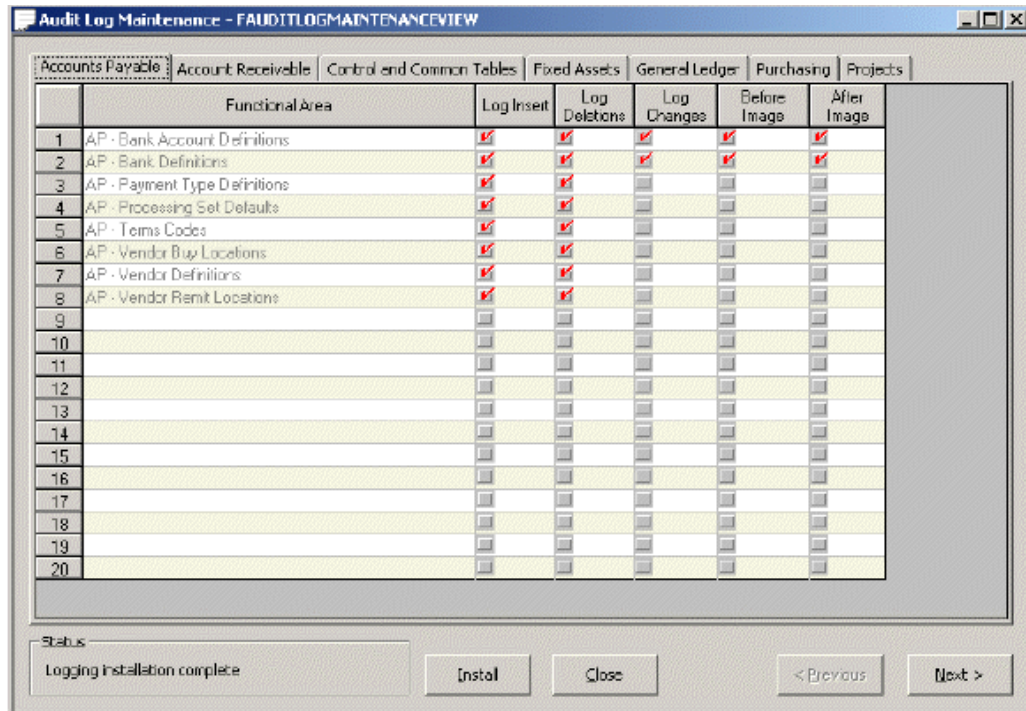 Audit Log Maintenance - FAUDITLOGMAINTENANCEVIEW
Accounts Payable Account Receivable Control and Common Tables Fixed Assets General Ledger Purchasing Projects
Functional Area Log Insert Log Deletions Log Changes Before Image After Image
1 AP - Bank Account Definitions
2 AP - Bank Definitions
3 AP - Payment Type Definitions
4 AP - Processing Set Defaults
5 AP - Terms Codes
6 AP - Vendor Buy Locations
7 AP - Vendor Definitions
8 AP - Vendor Remit Locations
9
10
11
12
13
14
15
16
17
18
19
20
Status
Logging installation complete
Install Close < Previous Next >